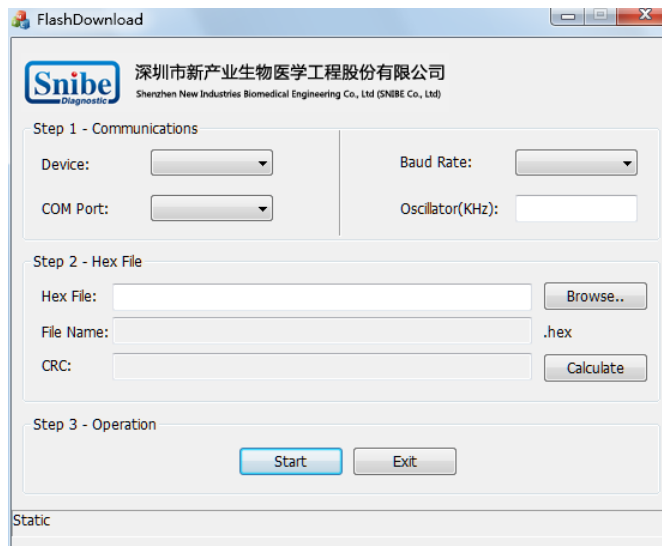 FlashDownload
Snibe
Diagnostic
深圳市新产业生物医学工程股份有限公司
Shenzhen New Industries Biomedical Engineering Co., Ltd (SNIBE Co., Ltd)
Step 1 - Communications
Device:
Baud Rate:
COM Port:
Oscillator(KHz):
Step 2 - Hex File
Hex File:
Browse..
File Name:
.hex
CRC:
Calculate
Step 3 - Operation
Start
Exit
Static